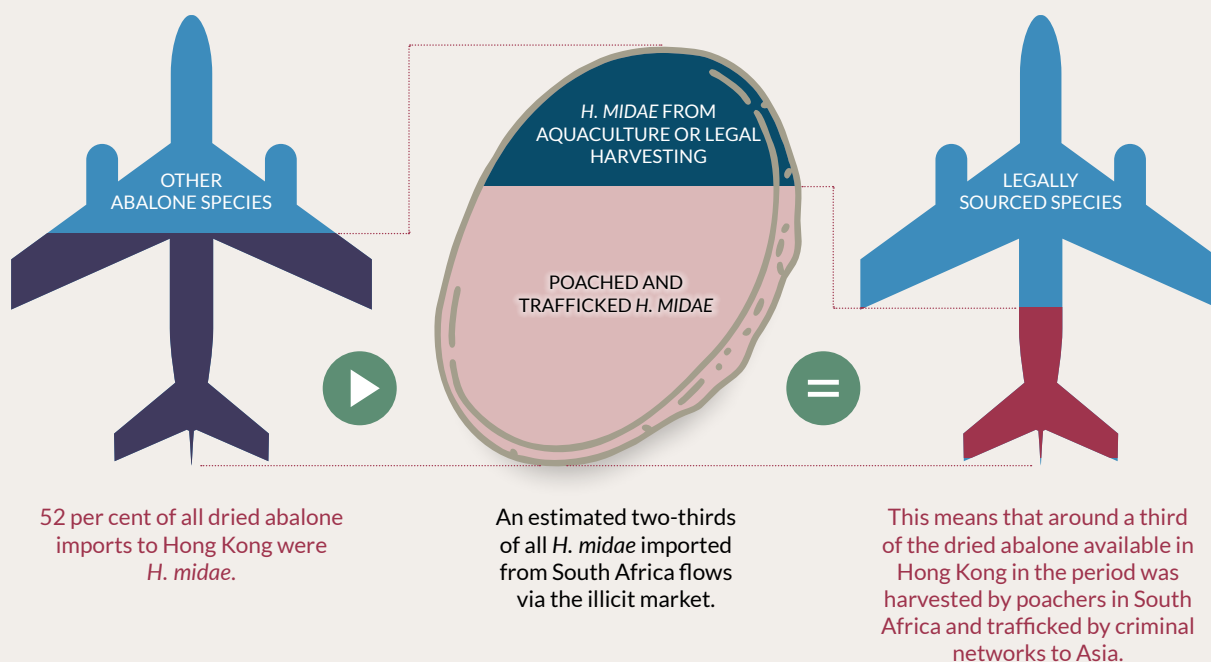 OTHER
ABALONE SPECIES
H. MIDAE FROM
AQUACULTURE OR LEGAL
HARVESTING
POACHED AND
TRAFFICKED H. MIDAE
LEGALLY
SOURCED SPECIES
52 per cent of all dried abalone
imports to Hong Kong were
H. midae.
An estimated two-thirds
of all H. midae imported
from South Africa flows
via the illicit market.
This means that around a third
of the dried abalone available in
Hong Kong in the period was
harvested by poachers in South
Africa and trafficked by criminal
networks to Asia.